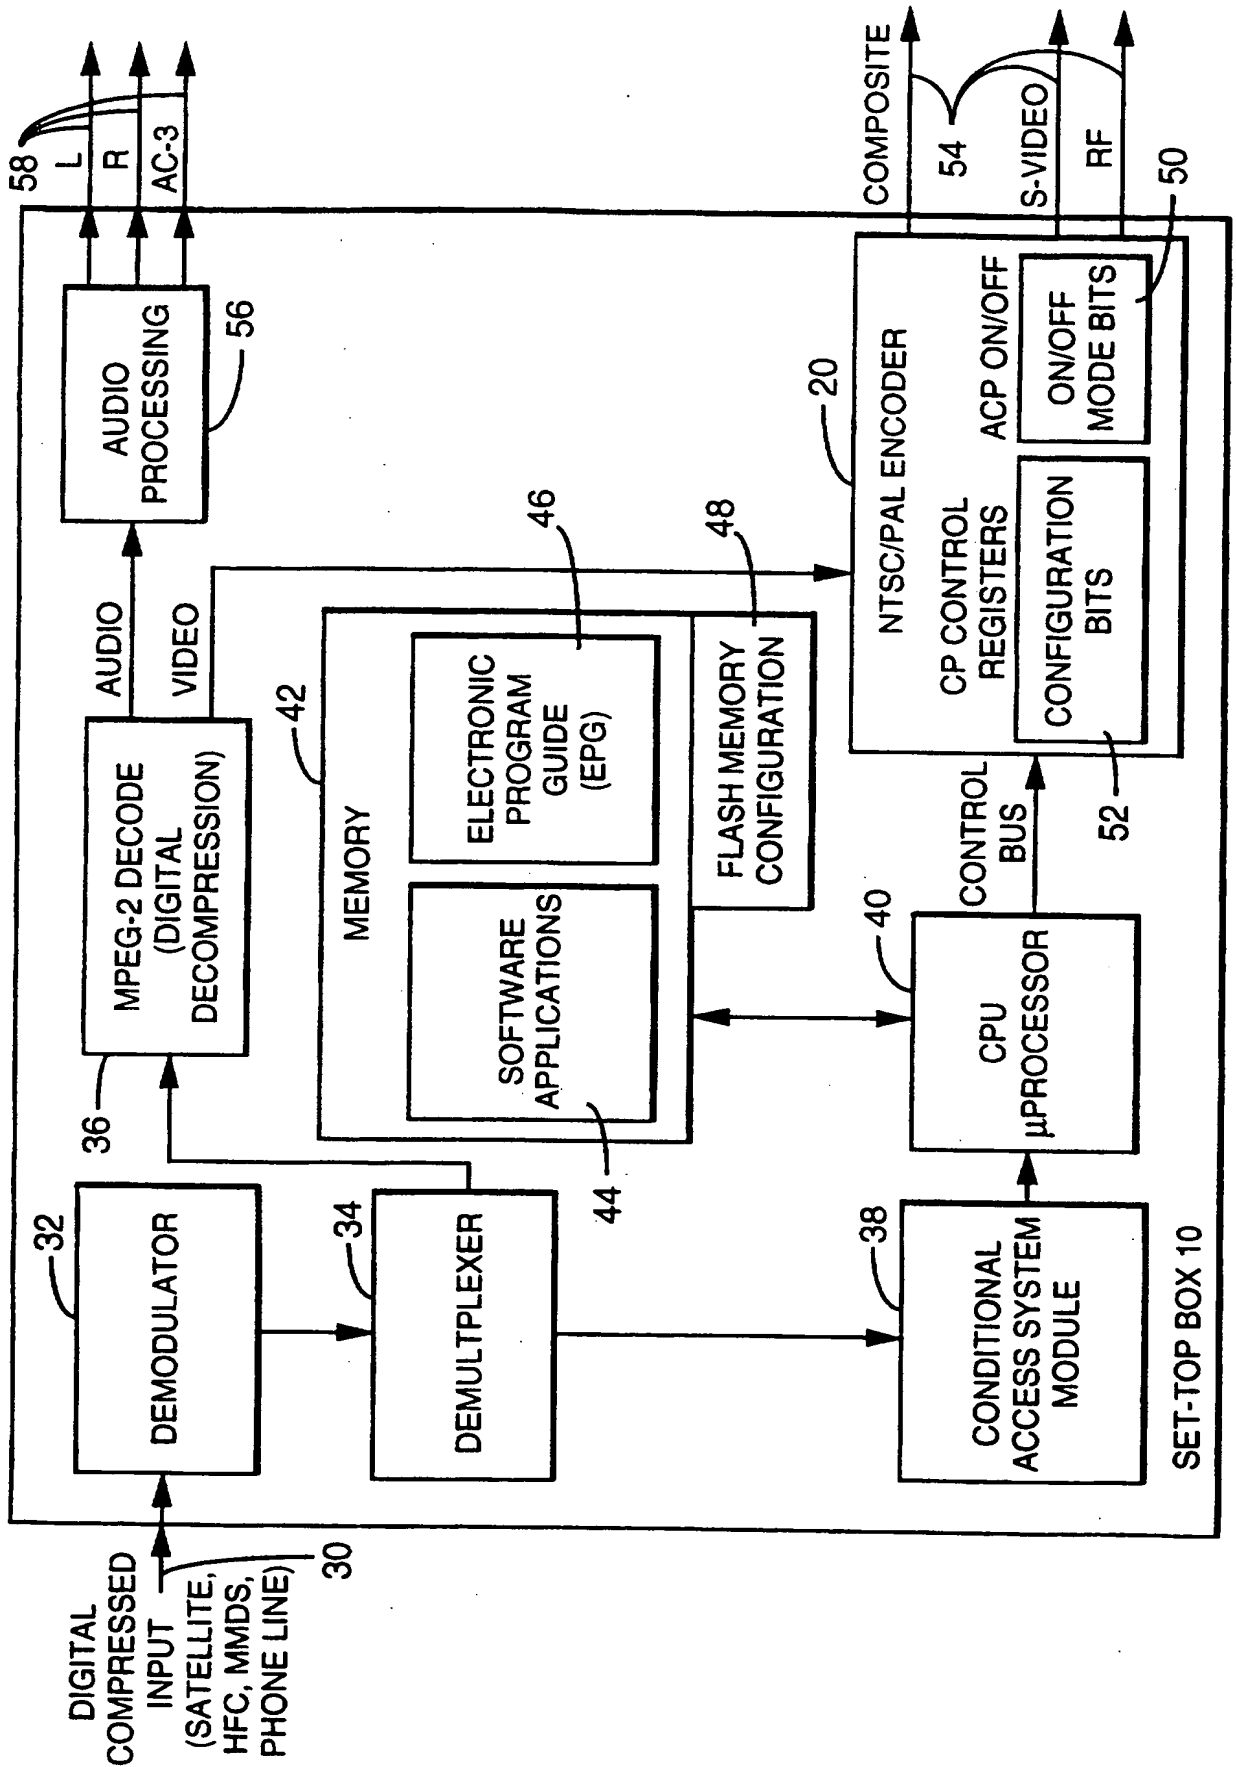 DIGITAL
COMPRESSED
INPUT
(SATELLITE,
HFC, MMDS,
PHONE LINE)
30
32
DEMODULATOR
34
DEMULTPLEXER
36
MPEG-2 DECODE
(DIGITAL
DECOMPRESSION)
AUDIO
VIDEO
AUDIO
PROCESSING
56
58
L
R
AC-3
42
MEMORY
SOFTWARE
APPLICATIONS
44
ELECTRONIC
PROGRAM
GUIDE
(EPG)
46
FLASH MEMORY
CONFIGURATION
48
38
CONDITIONAL
ACCESS SYSTEM
MODULE
40
CPU
µPROCESSOR
CONTROL
BUS
20
NTSC/PAL ENCODER
CP CONTROL
REGISTERS
ACP ON/OFF
CONFIGURATION
BITS
52
ON/OFF
MODE BITS
50
COMPOSITE
54
S-VIDEO
RF
SET-TOP BOX 10